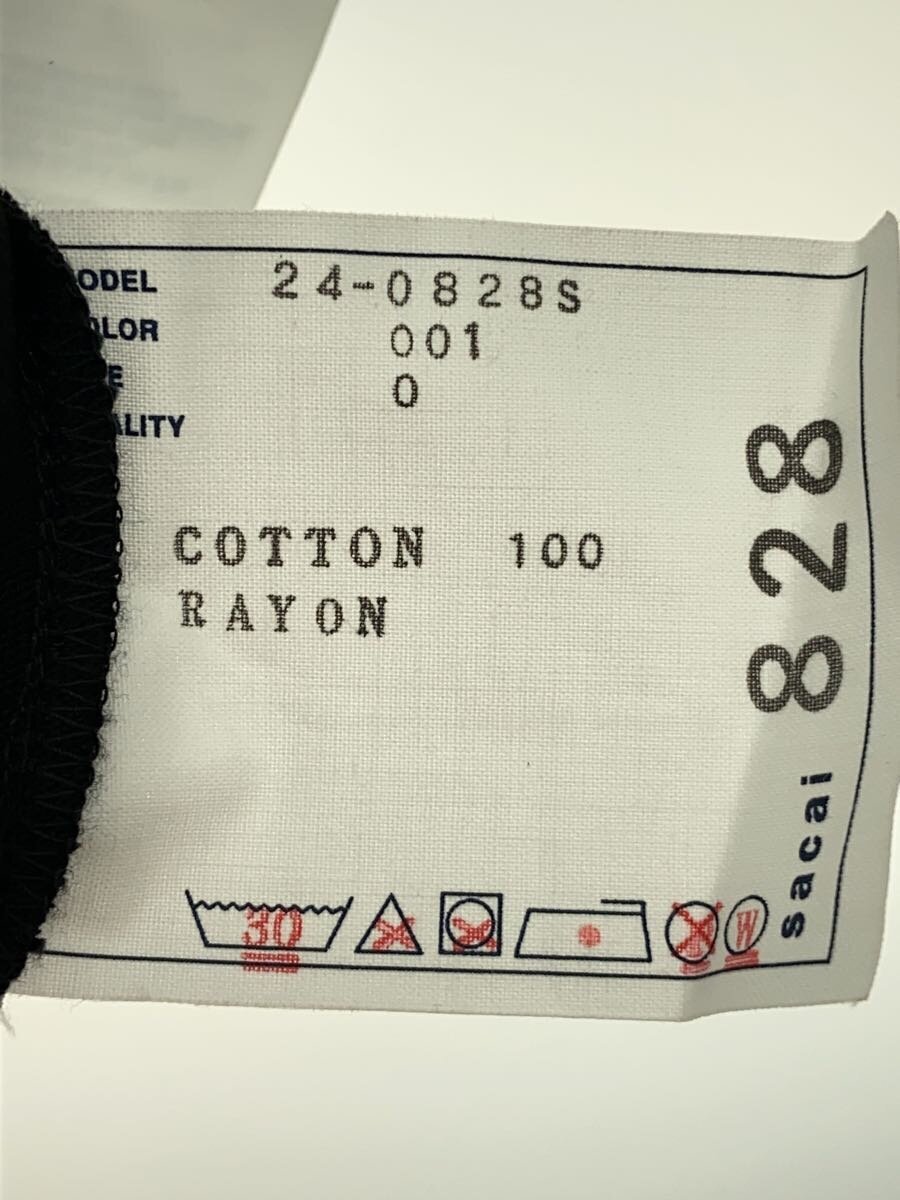 ODEL 24-0828S
OLOR 001
E 0
ALITY
COTTON 100
RAYON
30
W
sacai 828